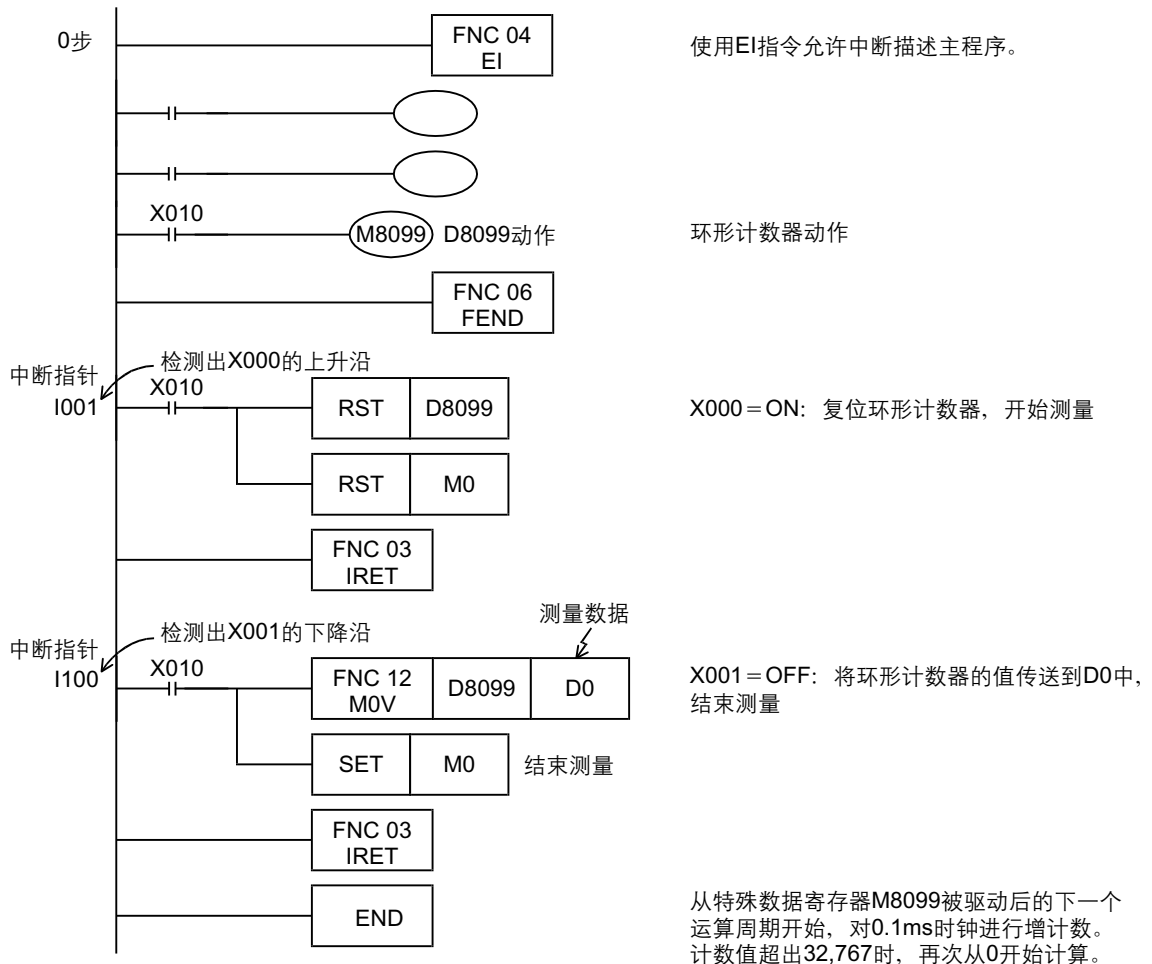 0步
FNC 04
EI
使用EI指令允许中断描述主程序。
X010
M8099
D8099动作
环形计数器动作
FNC 06
FEND
中断指针
I001
检测出X000的上升沿
X010
RST
D8099
X000=ON：复位环形计数器，开始测量
RST
M0
FNC 03
IRET
测量数据
中断指针
I100
检测出X001的下降沿
X010
FNC 12
M0V
D8099
D0
X001=OFF：将环形计数器的值传送到D0中，
结束测量
SET
M0
结束测量
FNC 03
IRET
END
从特殊数据寄存器M8099被驱动后的下一个
运算周期开始，对0.1ms时钟进行增计数。
计数值超出32,767时，再次从0开始计算。